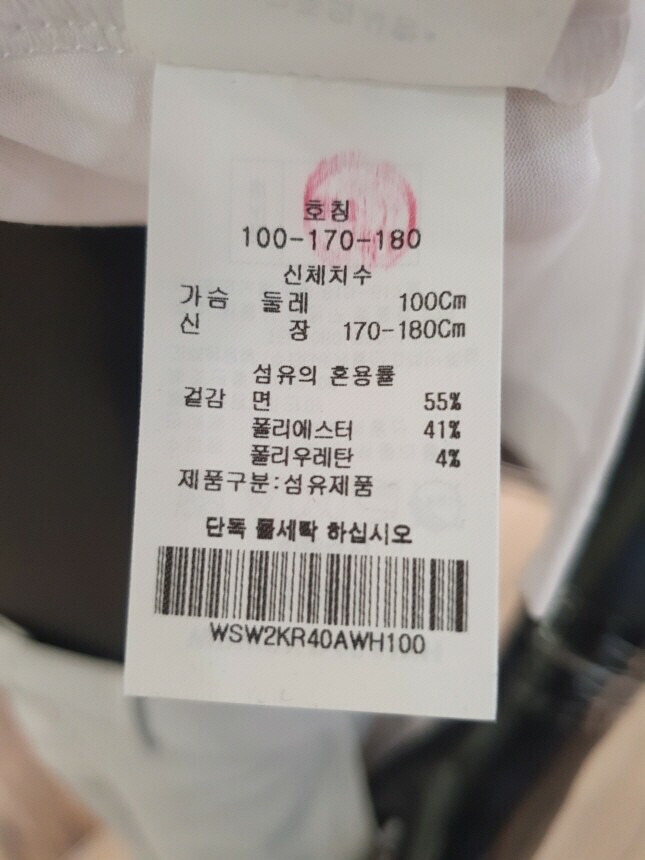 호칭
100-170-180
신체치수
가슴 둘레 100Cm
신 장 170-180Cm
섬유의 혼용률
겉감 면 55%
폴리에스터 41%
폴리우레탄 4%
제품구분:섬유제품
단독 물세탁 하십시오
WSW2KR40AWH100